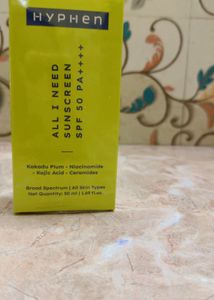 HYPHEN
ALL I NEED
SUNSCREEN
SPF 50 PA++++
Kakadu Plum - Niacinamide
- Kojic Acid - Ceramides
Broad Spectrum | All Skin Types
Net Quantity: 50 ml | 1.69 fl.oz.